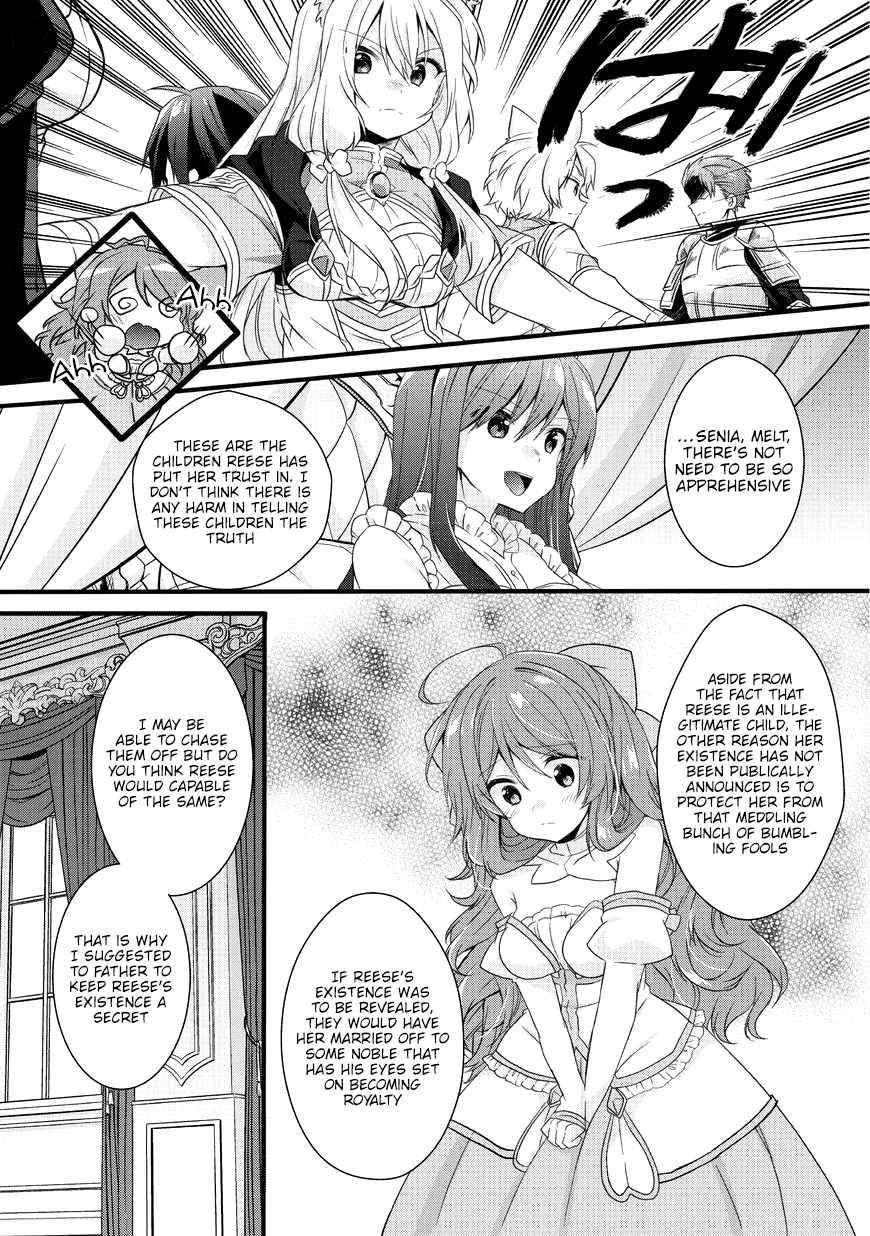 ばっ
Ahh
Ahh
...SENIA, MELT,
THERE'S NOT
NEED TO BE SO
APPREHENSIVE
THESE ARE THE
CHILDREN REESE HAS
PUT HER TRUST IN. I
DON'T THINK THERE IS
ANY HARM IN TELLING
THESE CHILDREN THE
TRUTH
ASIDE FROM
THE FACT THAT
REESE IS AN ILLE-
GITIMATE CHILD, THE
OTHER REASON HER
EXISTENCE HAS NOT
BEEN PUBLICALLY
ANNOUNCED IS TO
PROTECT HER FROM
THAT MEDDLING
BUNCH OF BUMBL-
ING FOOLS
IF REESE'S
EXISTENCE WAS
TO BE REVEALED,
THEY WOULD HAVE
HER MARRIED OFF TO
SOME NOBLE THAT
HAS HIS EYES SET
ON BECOMING
ROYALTY
I MAY BE
ABLE TO CHASE
THEM OFF BUT DO
YOU THINK REESE
WOULD CAPABLE
OF THE SAME?
THAT IS WHY
I SUGGESTED
TO FATHER TO
KEEP REESE'S
EXISTENCE A
SECRET